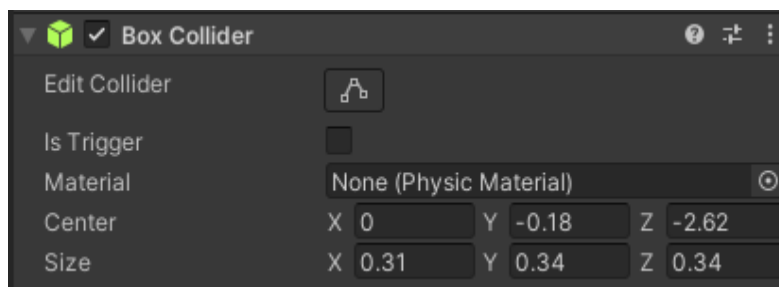 Box Collider
Edit Collider
Is Trigger
Material None (Physic Material)
Center X 0 Y -0.18 Z -2.62
Size X 0.31 Y 0.34 Z 0.34